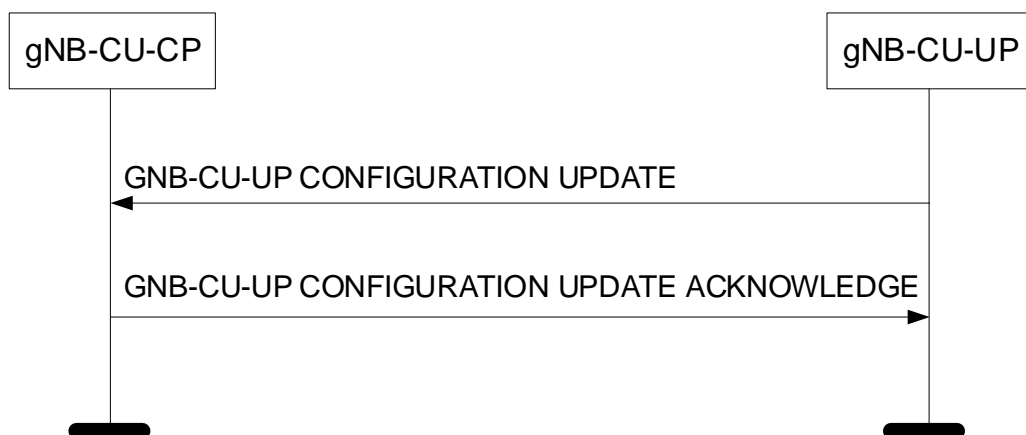 gNB-CU-CP
gNB-CU-UP
GNB-CU-UP CONFIGURATION UPDATE
GNB-CU-UP CONFIGURATION UPDATE ACKNOWLEDGE